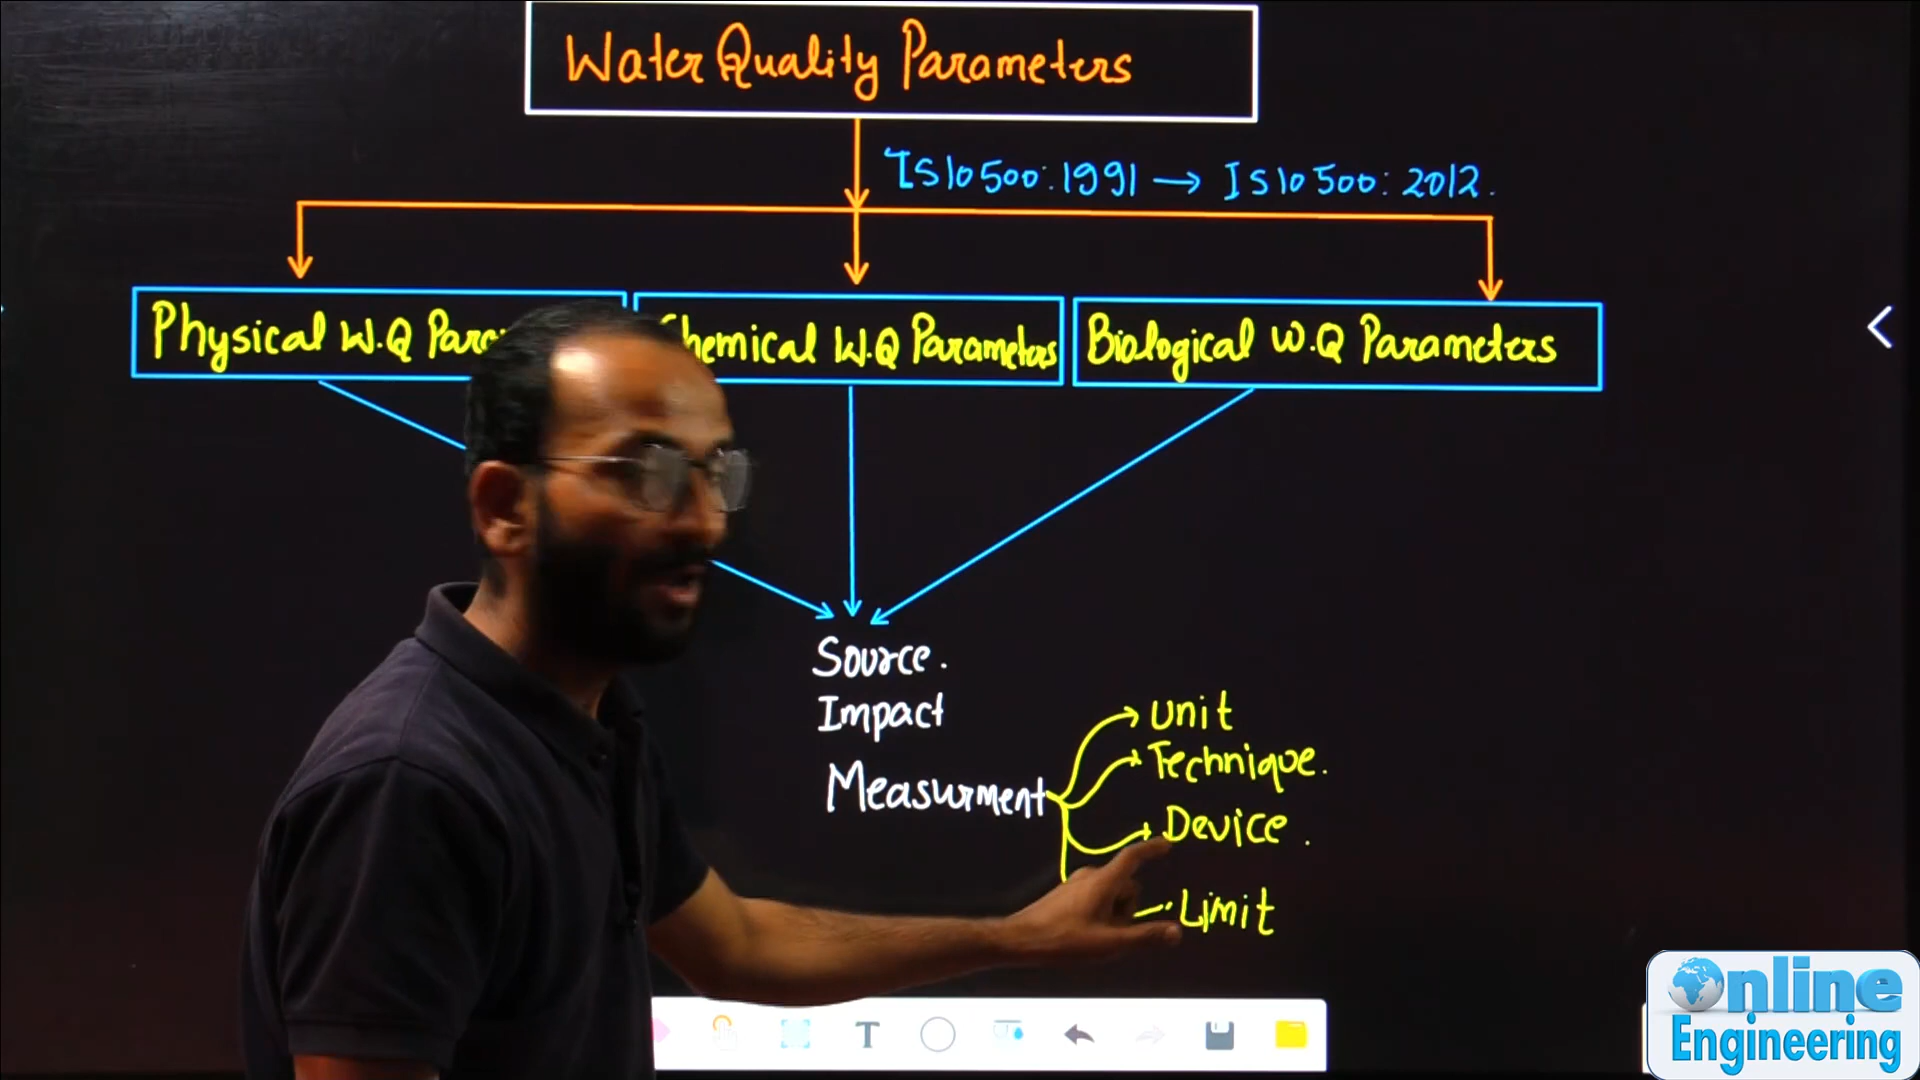 Water Quality Parameters
IS10500:1991 → IS10500:2012.
Physical W.Q
Chemical W.Q Parameters
Biological W.Q Parameters
Source.
Impact
Measurment
Unit
Technique.
Device.
Limit
T
Online
Engineering